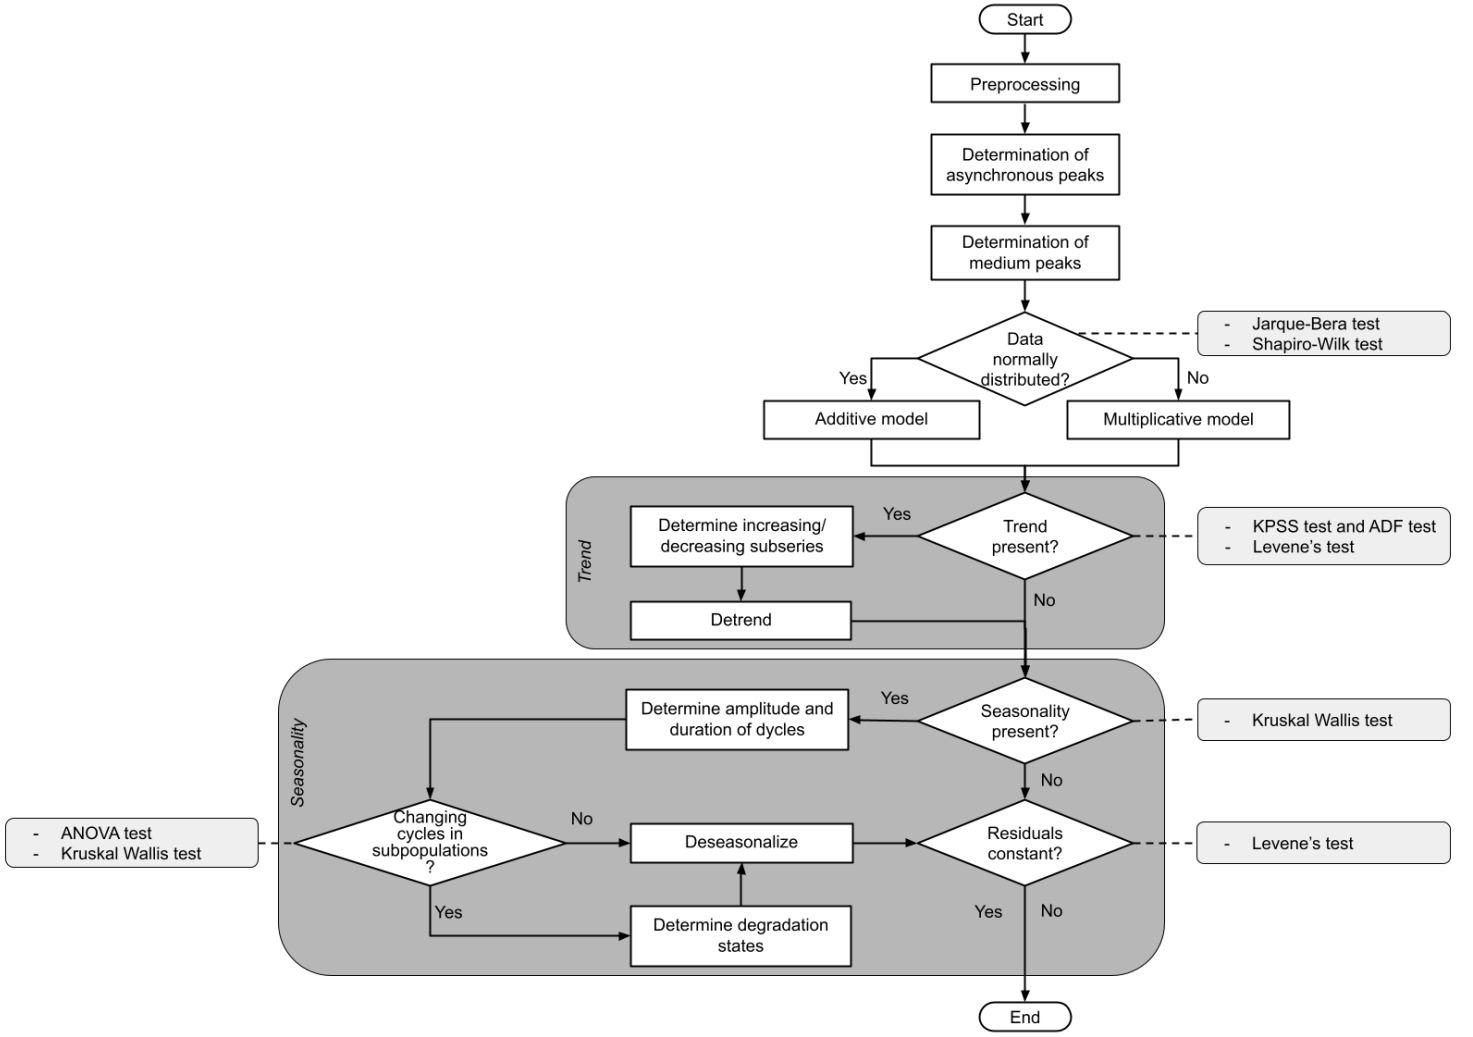 Start
Preprocessing
Determination of
asynchronous peaks
Determination of
medium peaks
Data
normally
distributed?
- Jarque-Bera test
- Shapiro-Wilk test
Yes
No
Additive model
Multiplicative model
Trend
Determine increasing/
decreasing subseries
Yes
Trend
present?
- KPSS test and ADF test
- Levene's test
No
Detrend
Seasonality
Determine amplitude and
duration of dycles
Yes
Seasonality
present?
- Kruskal Wallis test
No
- ANOVA test
- Kruskal Wallis test
Changing
cycles in
subpopulations
?
No
Deseasonalize
Residuals
constant?
- Levene's test
Yes
Determine degradation
states
Yes
No
End